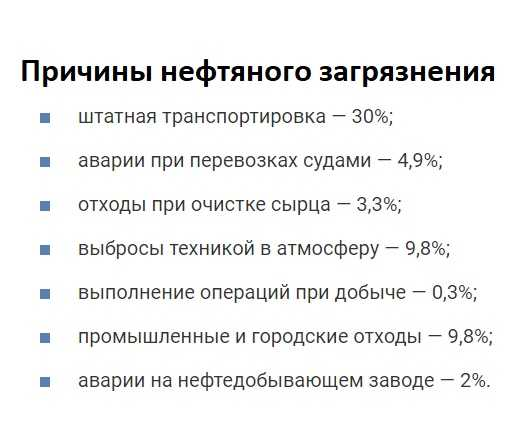 Причины нефтяного загрязнения
штатная транспортировка — 30%;
аварии при перевозках судами — 4,9%;
отходы при очистке сырца — 3,3%;
выбросы техникой в атмосферу — 9,8%;
выполнение операций при добыче — 0,3%;
промышленные и городские отходы — 9,8%;
аварии на нефтедобывающем заводе — 2%.